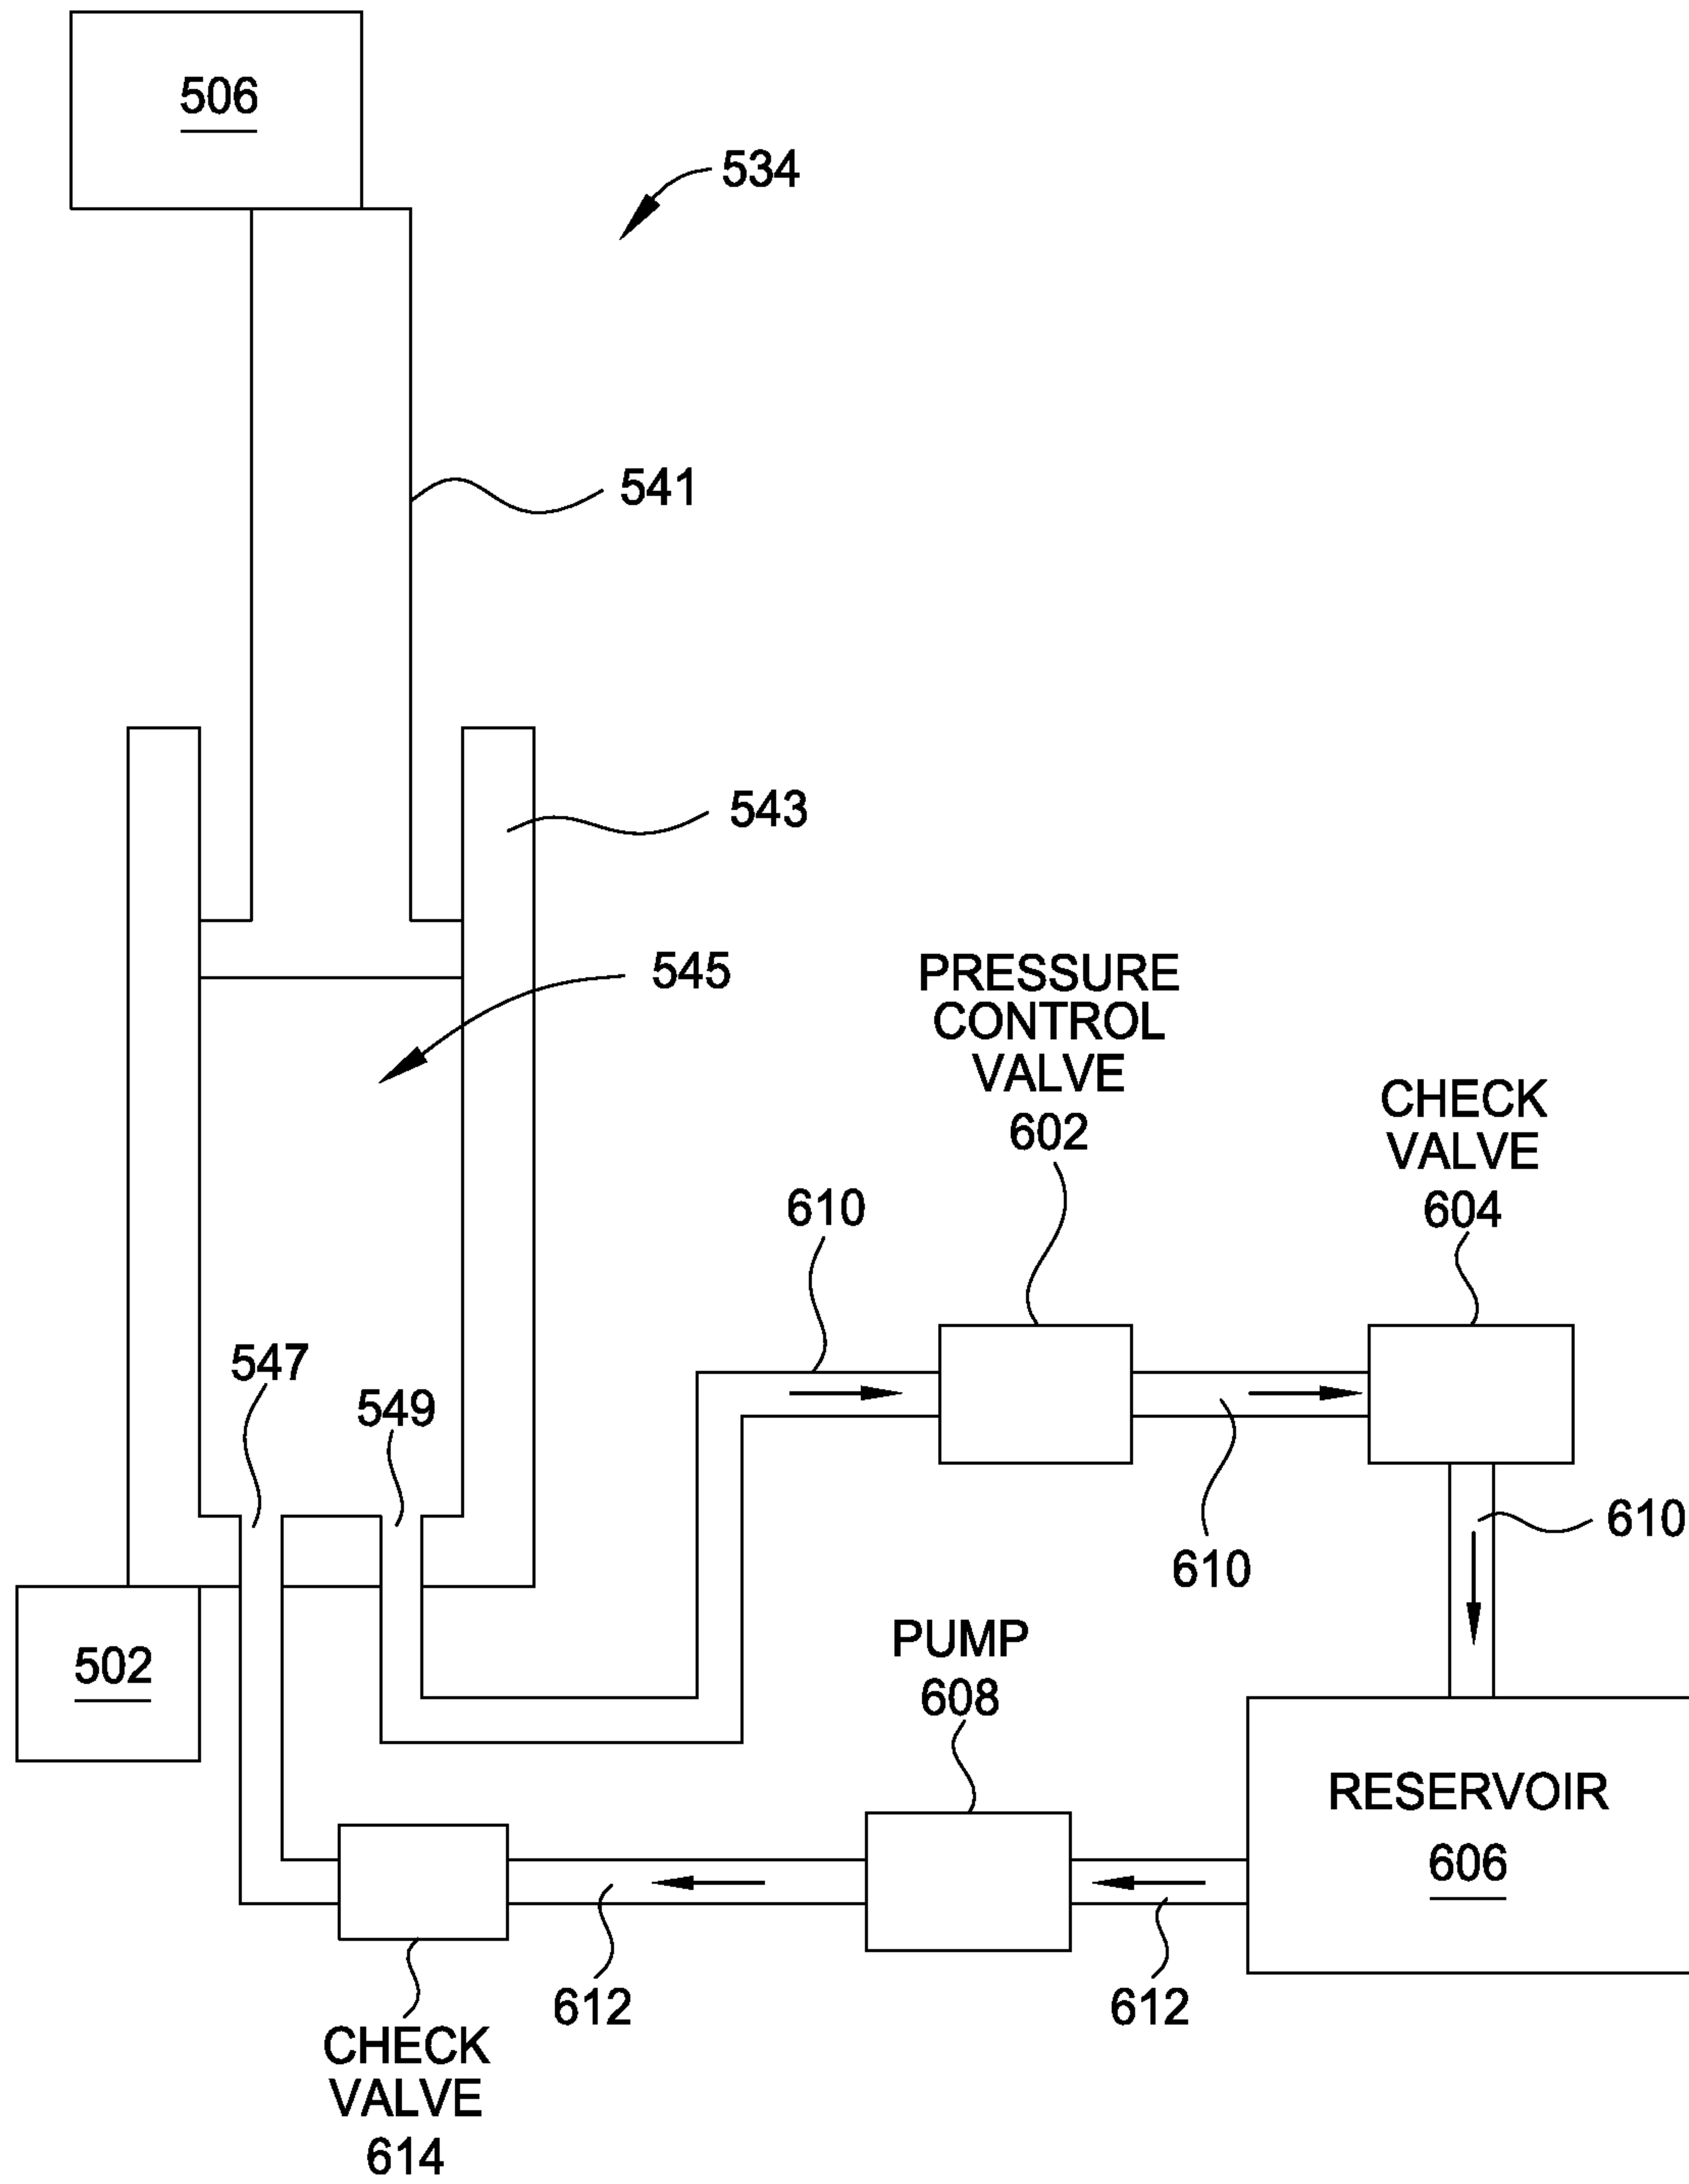 506
534
541
543
545
PRESSURE
CONTROL
VALVE
602
CHECK
VALVE
604
610
547
549
610
610
502
PUMP
608
RESERVOIR
606
612
612
CHECK
VALVE
614